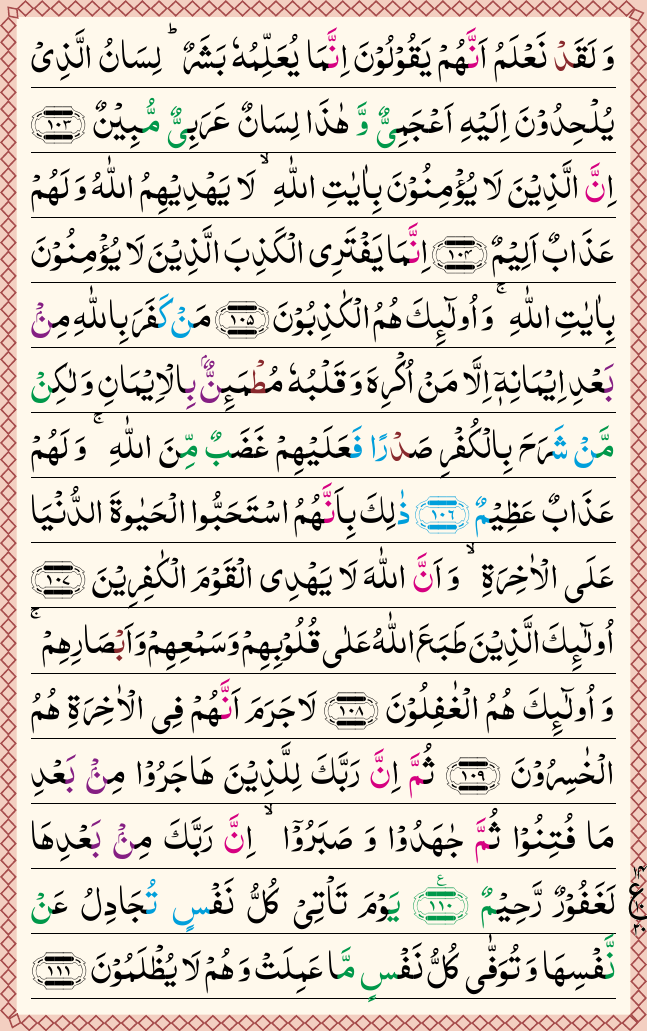 وَ لَقَدْ نَعْلَمُ اَنَّهُمْ يَقُوْلُوْنَ اِنَّمَا يُعَلِّمُهٗ بَشَرٌ ؕ لِسَانُ الَّذِیْ
يُلْحِدُوْنَ اِلَيْهِ اَعْجَمِیٌّ وَّ هٰذَا لِسَانٌ عَرَبِیٌّ مُّبِيْنٌ ۝۱۰۳
اِنَّ الَّذِيْنَ لَا يُؤْمِنُوْنَ بِاٰيٰتِ اللّٰهِ ۙ لَا يَهْدِيْهِمُ اللّٰهُ وَ لَهُمْ
عَذَابٌ اَلِيْمٌ ۝۱۰۴ اِنَّمَا يَفْتَرِی الْكَذِبَ الَّذِيْنَ لَا يُؤْمِنُوْنَ
بِاٰيٰتِ اللّٰهِ ۚ وَ اُولٰٓئِكَ هُمُ الْكٰذِبُوْنَ ۝۱۰۵ مَنْ كَفَرَ بِاللّٰهِ مِنْۢ
بَعْدِ اِيْمَانِهٖۤ اِلَّا مَنْ اُكْرِهَ وَ قَلْبُهٗ مُطْمَئِنٌّۢ بِالْاِيْمَانِ وَ لٰكِنْ
مَّنْ شَرَحَ بِالْكُفْرِ صَدْرًا فَعَلَيْهِمْ غَضَبٌ مِّنَ اللّٰهِ ۚ وَ لَهُمْ
عَذَابٌ عَظِيْمٌ ۝۱۰۶ ذٰلِكَ بِاَنَّهُمُ اسْتَحَبُّوا الْحَيٰوةَ الدُّنْيَا
عَلَی الْاٰخِرَةِ ۙ وَ اَنَّ اللّٰهَ لَا يَهْدِی الْقَوْمَ الْكٰفِرِيْنَ ۝۱۰۷
اُولٰٓئِكَ الَّذِيْنَ طَبَعَ اللّٰهُ عَلٰی قُلُوْبِهِمْ وَ سَمْعِهِمْ وَ اَبْصَارِهِمْ ۚ
وَ اُولٰٓئِكَ هُمُ الْغٰفِلُوْنَ ۝۱۰۸ لَا جَرَمَ اَنَّهُمْ فِی الْاٰخِرَةِ هُمُ
الْخٰسِرُوْنَ ۝۱۰۹ ثُمَّ اِنَّ رَبَّكَ لِلَّذِيْنَ هَاجَرُوْا مِنْۢ بَعْدِ
مَا فُتِنُوْا ثُمَّ جٰهَدُوْا وَ صَبَرُوْۤا ۙ اِنَّ رَبَّكَ مِنْۢ بَعْدِهَا
لَغَفُوْرٌ رَّحِيْمٌ ۝۱۱۰ ع يَوْمَ تَاْتِیْ كُلُّ نَفْسٍ تُجَادِلُ عَنْ
نَّفْسِهَا وَ تُوَفّٰی كُلُّ نَفْسٍ مَّا عَمِلَتْ وَ هُمْ لَا يُظْلَمُوْنَ ۝۱۱۱